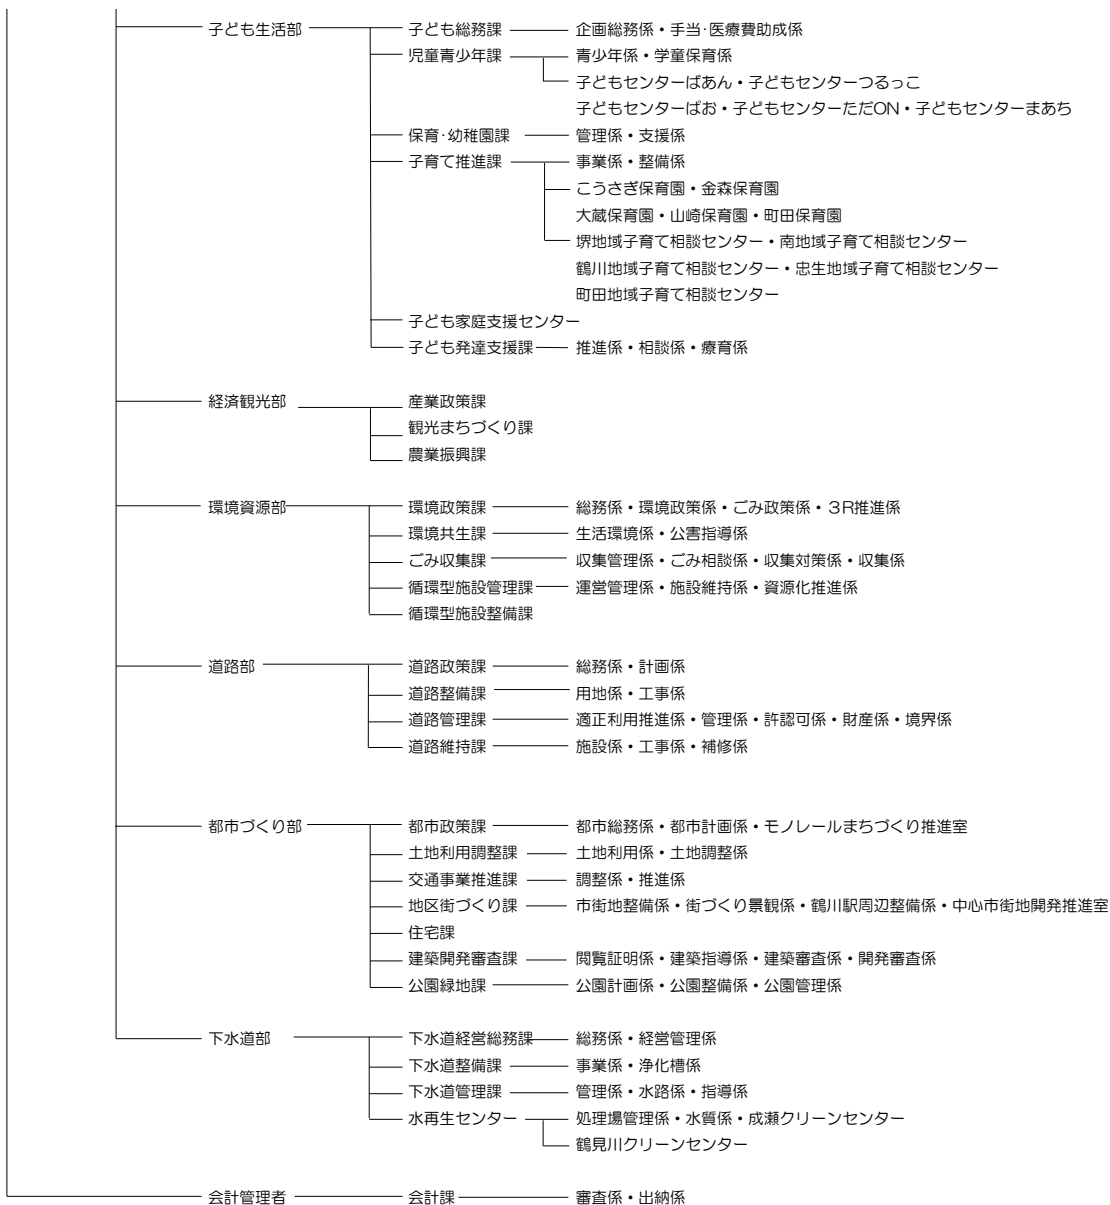 子ども生活部 子ども総務課 企画総務係・手当・医療費助成係
児童青少年課 青少年係・学童保育係
子どもセンターばあん・子どもセンターつるっこ
子どもセンターぱお・子どもセンターただON・子どもセンターまあち
保育・幼稚園課 管理係・支援係
子育て推進課 事業係・整備係
こうさぎ保育園・金森保育園
大蔵保育園・山崎保育園・町田保育園
堺地域子育て相談センター・南地域子育て相談センター
鶴川地域子育て相談センター・忠生地域子育て相談センター
町田地域子育て相談センター
子ども家庭支援センター
子ども発達支援課 推進係・相談係・療育係
経済観光部 産業政策課
観光まちづくり課
農業振興課
環境資源部 環境政策課 総務係・環境政策係・ごみ政策係・3R推進係
環境共生課 生活環境係・公害指導係
ごみ収集課 収集管理係・ごみ相談係・収集対策係・収集係
循環型施設管理課 運営管理係・施設維持係・資源化推進係
循環型施設整備課
道路部 道路政策課 総務係・計画係
道路整備課 用地係・工事係
道路管理課 適正利用推進係・管理係・許認可係・財産係・境界係
道路維持課 施設係・工事係・補修係
都市づくり部 都市政策課 都市総務係・都市計画係・モノレールまちづくり推進室
土地利用調整課 土地利用係・土地調整係
交通事業推進課 調整係・推進係
地区街づくり課 市街地整備係・街づくり景観係・鶴川駅周辺整備係・中心市街地開発推進室
住宅課
建築開発審査課 閲覧証明係・建築指導係・建築審査係・開発審査係
公園緑地課 公園計画係・公園整備係・公園管理係
下水道部 下水道経営総務課 総務係・経営管理係
下水道整備課 事業係・浄化槽係
下水道管理課 管理係・水路係・指導係
水再生センター 処理場管理係・水質係・成瀬クリーンセンター
鶴見川クリーンセンター
会計管理者 会計課 審査係・出納係